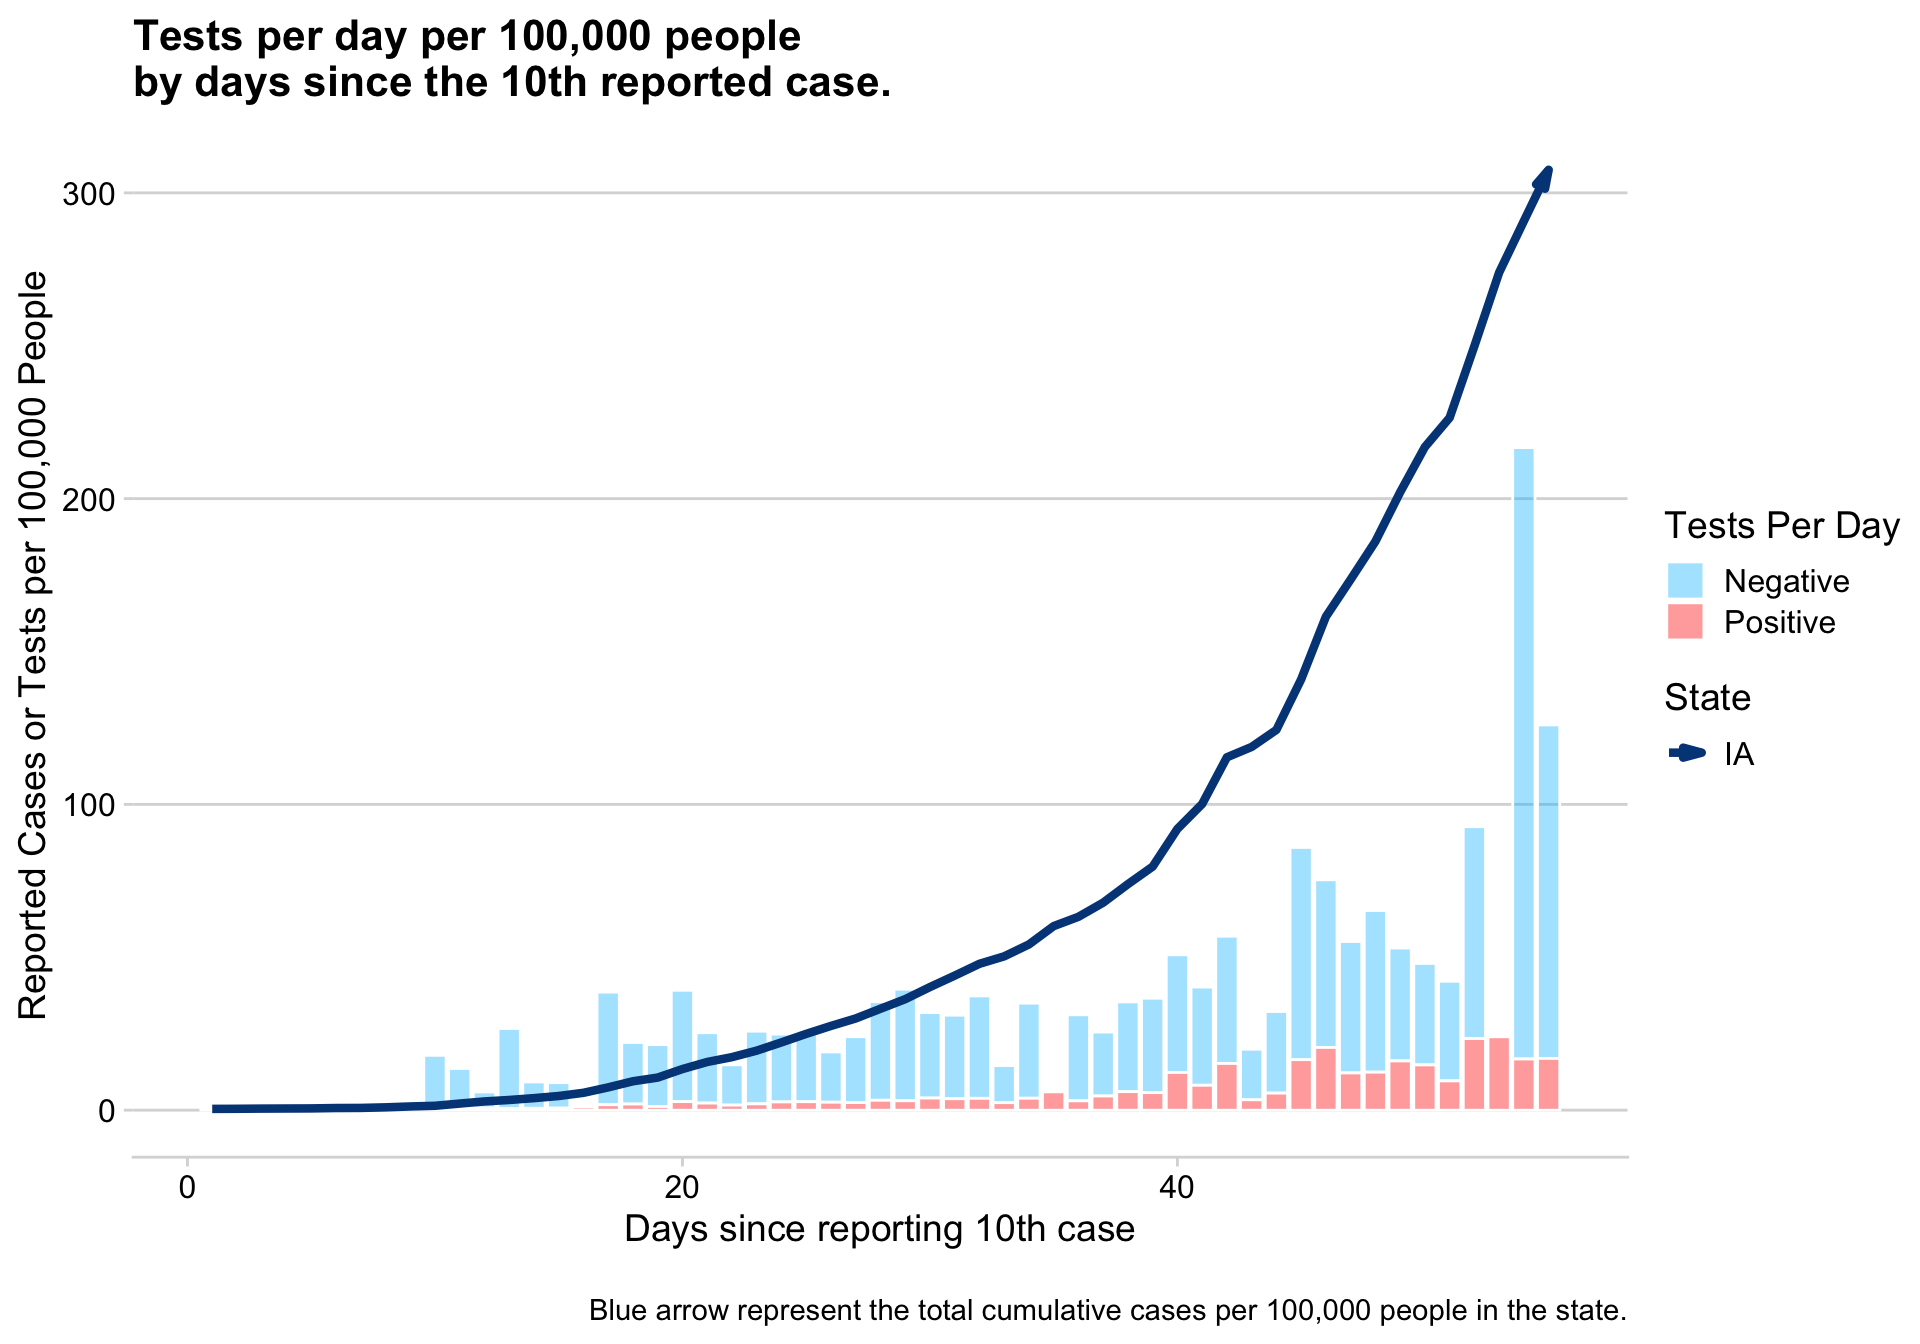 Tests per day per 100,000 people
by days since the 10th reported case.
Reported Cases or Tests per 100,000 People
300
200
100
0
0
20
40
Days since reporting 10th case
Tests Per Day
Negative
Positive
State
IA
Blue arrow represent the total cumulative cases per 100,000 people in the state.